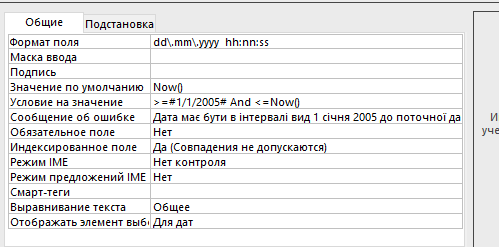 Общие
Подстановка
Формат поля dd\.mm\.yyyy hh:nn:ss
Маска ввода
Подпись
Значение по умолчанию Now()
Условие на значение >=#1/1/2005# And <=Now()
Сообщение об ошибке Дата має бути в інтервалі вид 1 січня 2005 до поточної да
Обязательное поле Нет
Индексированное поле Да (Совпадения не допускаются)
Режим IME Нет контроля
Режим предложений IME Нет
Смарт-теги
Выравнивание текста Общее
Отображать элемент выбо Для дат